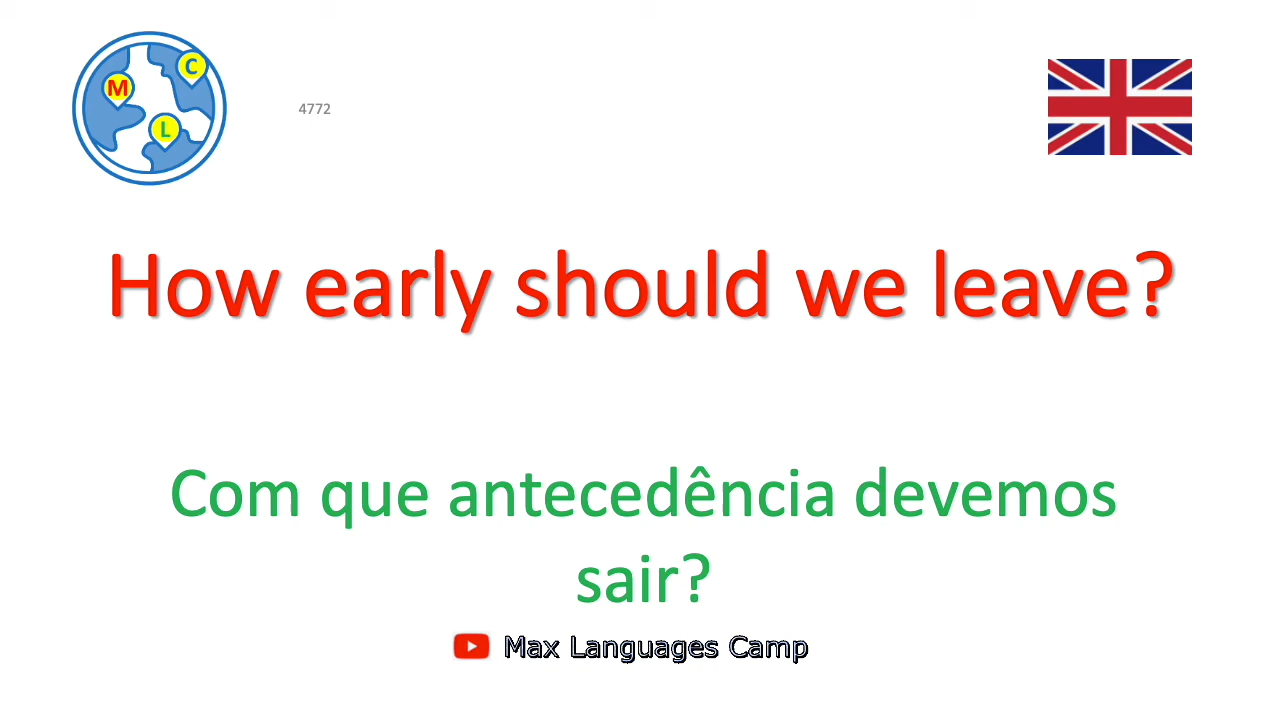 M
C
L
4772
How early should we leave?
Com que antecedência devemos
sair?
Max Languages Camp